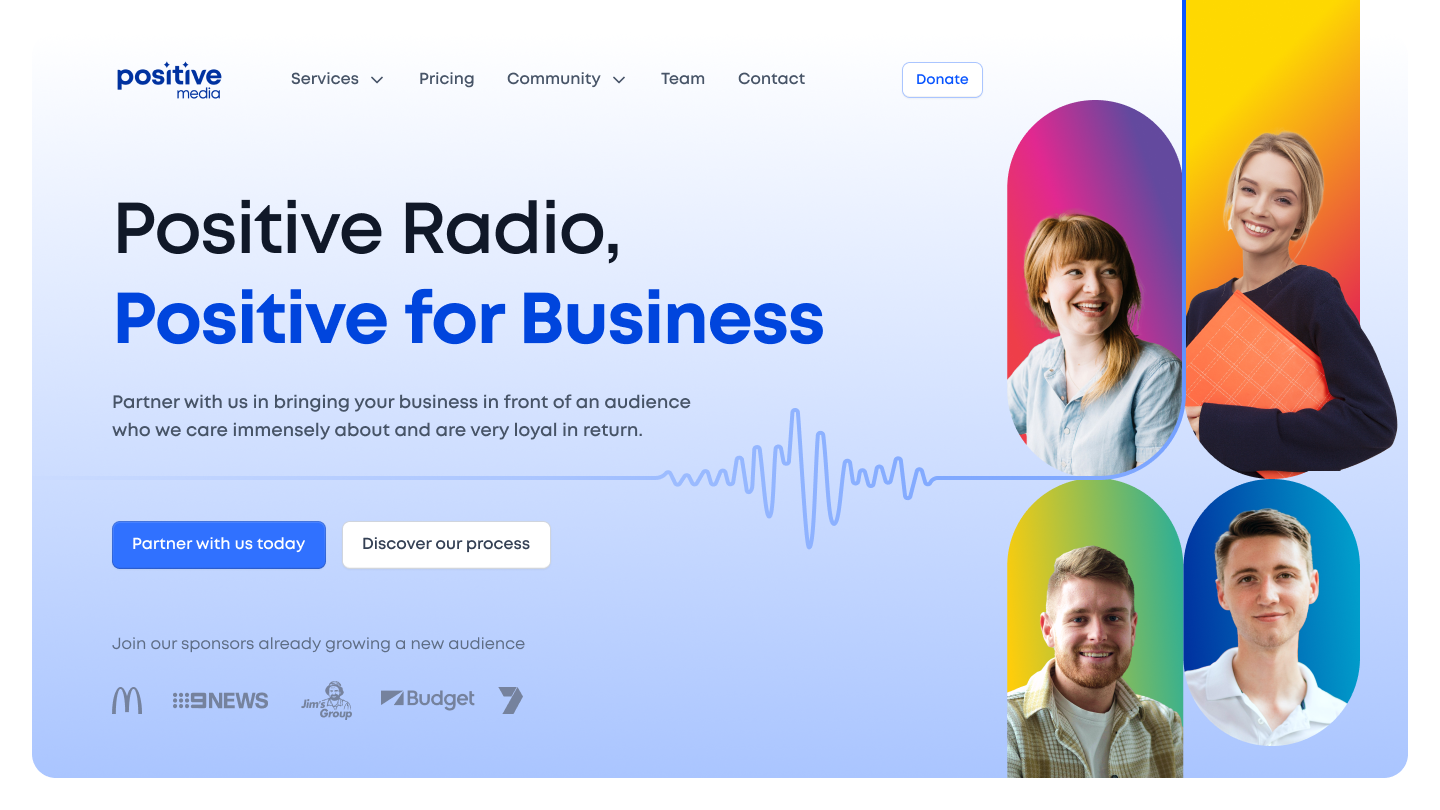 positive
media
Services
Pricing
Community
Team
Contact
Donate
Positive Radio,
Positive for Business
Partner with us in bringing your business in front of an audience
who we care immensely about and are very loyal in return.
Partner with us today
Discover our process
Join our sponsors already growing a new audience
9NEWS
Jim's
Group
Budget
7